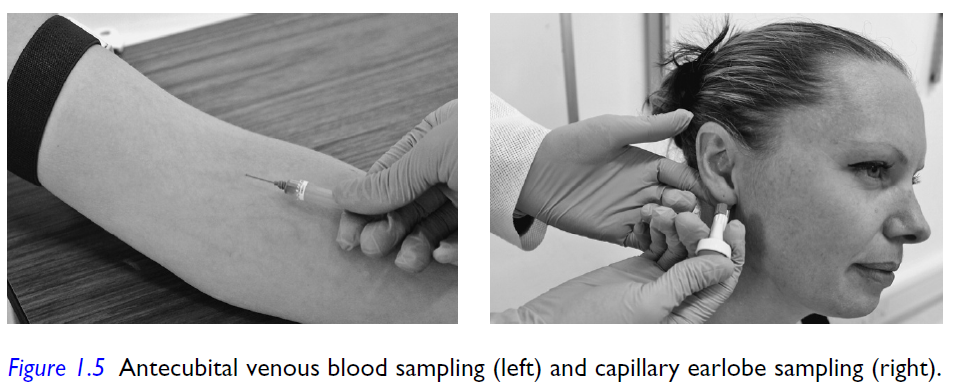 Figure 1.5 Antecubital venous blood sampling (left) and capillary earlobe sampling (right).